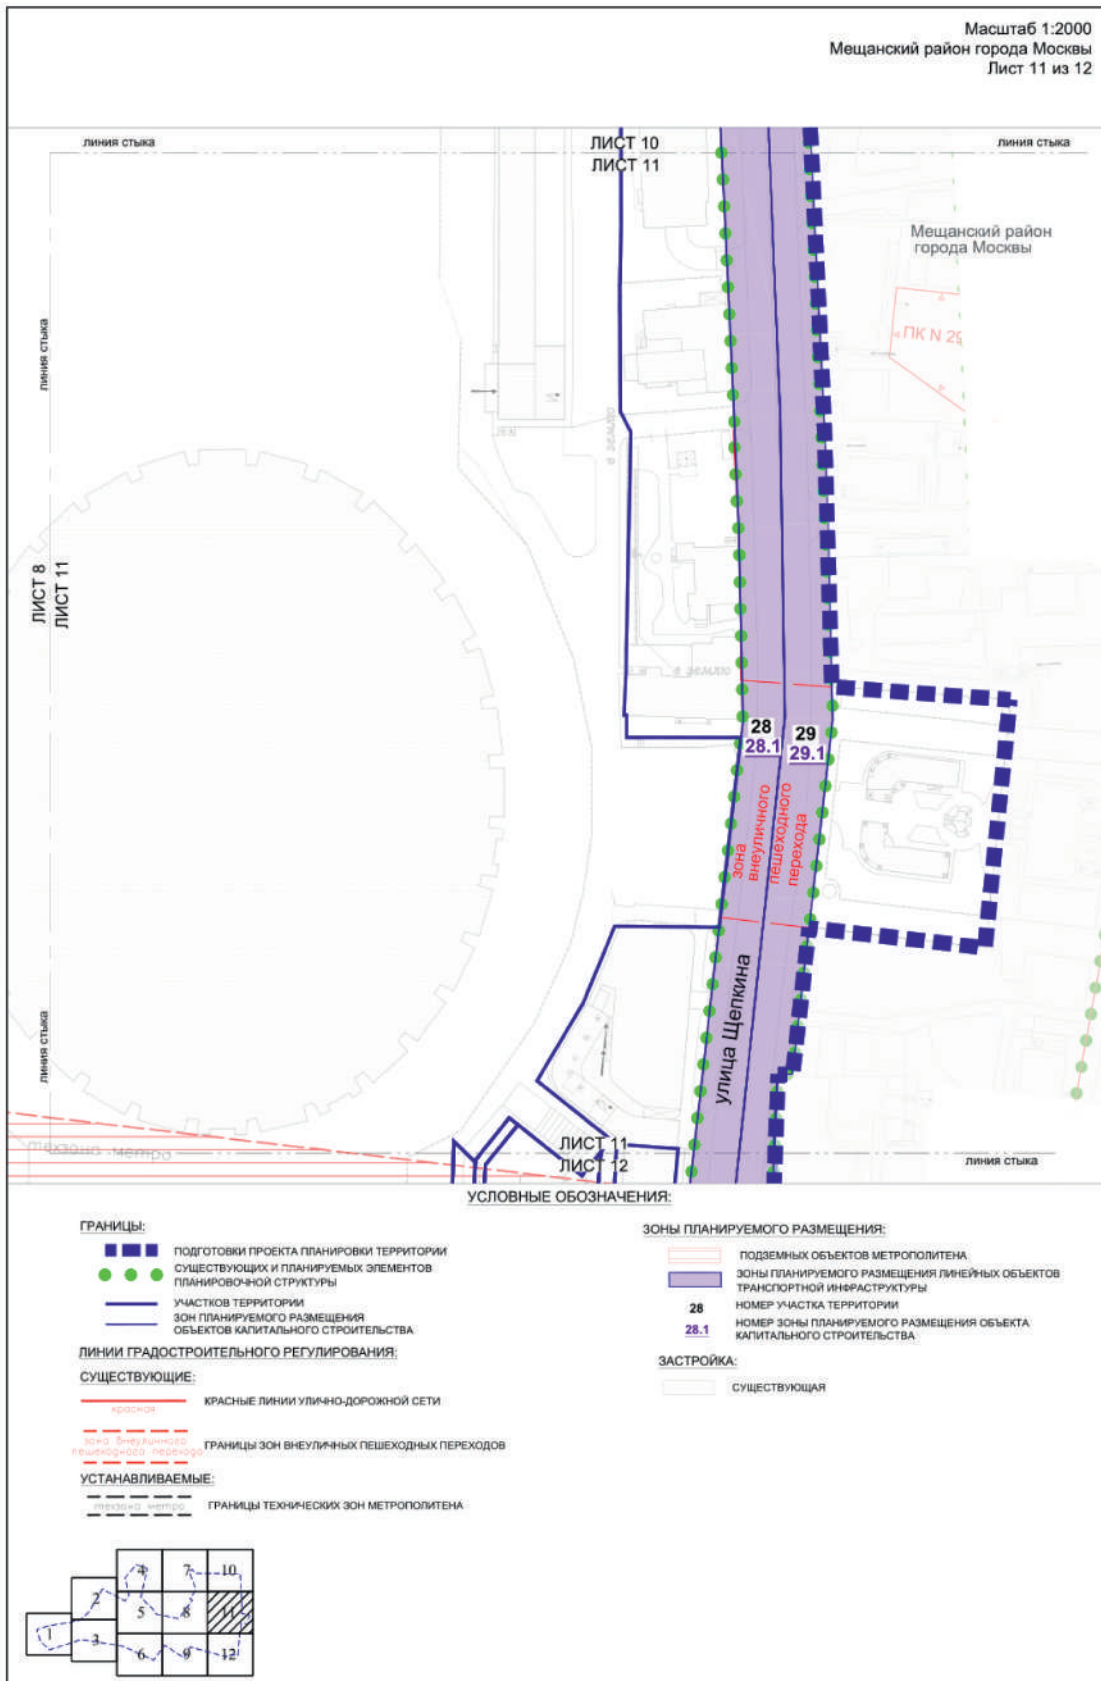 Масштаб 1:2000
Мещанский район города Москвы
Лист 11 из 12
линия стыка
ЛИСТ 10
линия стыка
ЛИСТ 11
Мещанский район
города Москвы
линия стыка
ПК N 29
в землю
ЛИСТ 8
ЛИСТ 11
в землю
28
28.1
29
29.1
зона
внеуличного
пешеходного
перехода
улица Щепкина
линия стыка
техзона метро
ЛИСТ 11
ЛИСТ 12
линия стыка
УСЛОВНЫЕ ОБОЗНАЧЕНИЯ:
ГРАНИЦЫ:
ПОДГОТОВКИ ПРОЕКТА ПЛАНИРОВКИ ТЕРРИТОРИИ
СУЩЕСТВУЮЩИХ И ПЛАНИРУЕМЫХ ЭЛЕМЕНТОВ
ПЛАНИРОВОЧНОЙ СТРУКТУРЫ
УЧАСТКОВ ТЕРРИТОРИИ
ЗОН ПЛАНИРУЕМОГО РАЗМЕЩЕНИЯ
ОБЪЕКТОВ КАПИТАЛЬНОГО СТРОИТЕЛЬСТВА
ЛИНИИ ГРАДОСТРОИТЕЛЬНОГО РЕГУЛИРОВАНИЯ:
СУЩЕСТВУЮЩИЕ:
красная
КРАСНЫЕ ЛИНИИ УЛИЧНО-ДОРОЖНОЙ СЕТИ
зона внеуличного
пешеходного перехода
ГРАНИЦЫ ЗОН ВНЕУЛИЧНЫХ ПЕШЕХОДНЫХ ПЕРЕХОДОВ
УСТАНАВЛИВАЕМЫЕ:
техзона метро
ГРАНИЦЫ ТЕХНИЧЕСКИХ ЗОН МЕТРОПОЛИТЕНА
ЗОНЫ ПЛАНИРУЕМОГО РАЗМЕЩЕНИЯ:
ПОДЗЕМНЫХ ОБЪЕКТОВ МЕТРОПОЛИТЕНА
ЗОНЫ ПЛАНИРУЕМОГО РАЗМЕЩЕНИЯ ЛИНЕЙНЫХ ОБЪЕКТОВ
ТРАНСПОРТНОЙ ИНФРАСТРУКТУРЫ
28
НОМЕР УЧАСТКА ТЕРРИТОРИИ
28.1
НОМЕР ЗОНЫ ПЛАНИРУЕМОГО РАЗМЕЩЕНИЯ ОБЪЕКТА
КАПИТАЛЬНОГО СТРОИТЕЛЬСТВА
ЗАСТРОЙКА:
СУЩЕСТВУЮЩАЯ
4 7 10
2 5 8 11
1 3 6 9 12